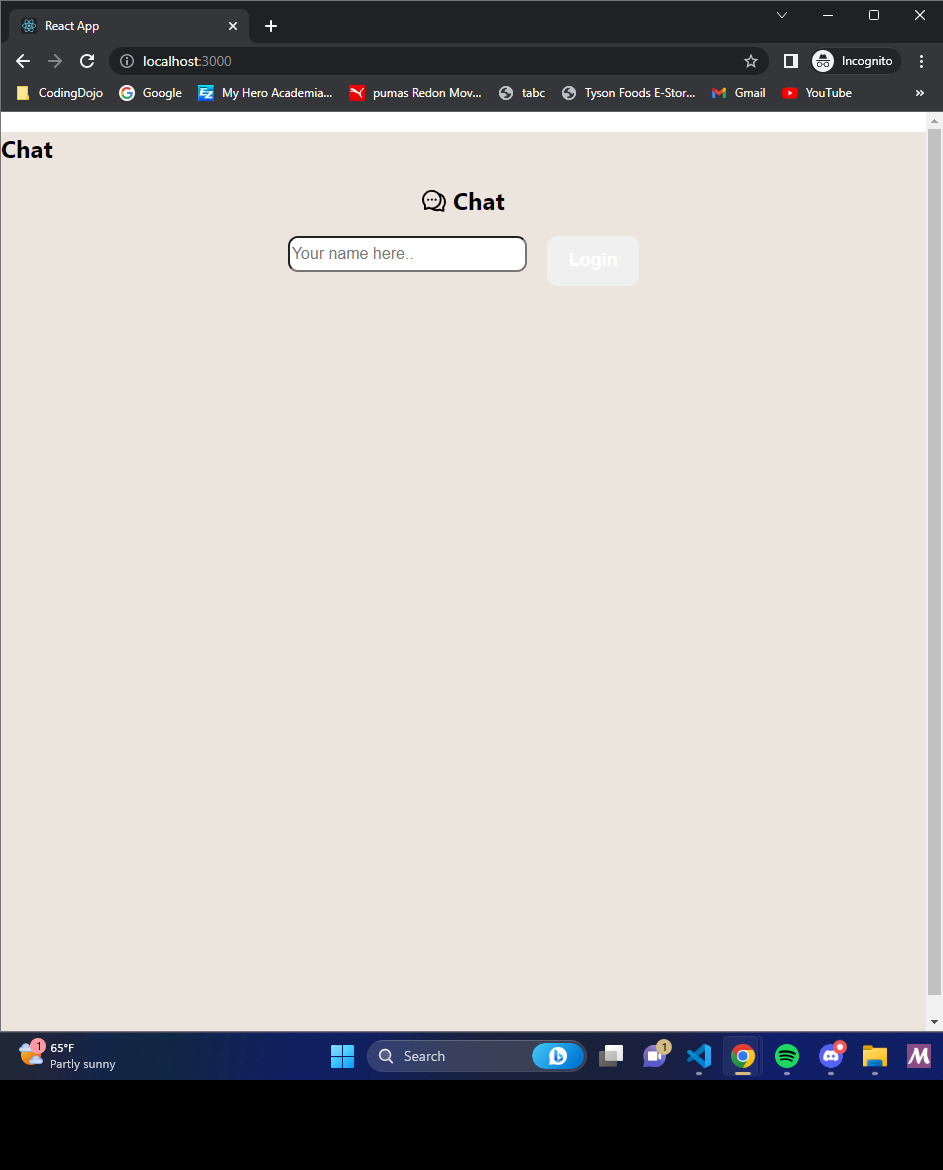 React App
localhost:3000
Incognito
CodingDojo
Google
My Hero Academia...
pumas Redon Mov...
tabc
Tyson Foods E-Stor...
Gmail
YouTube
»
Chat
Chat
Your name here..
Login
1
65°F
Partly sunny
Search
1